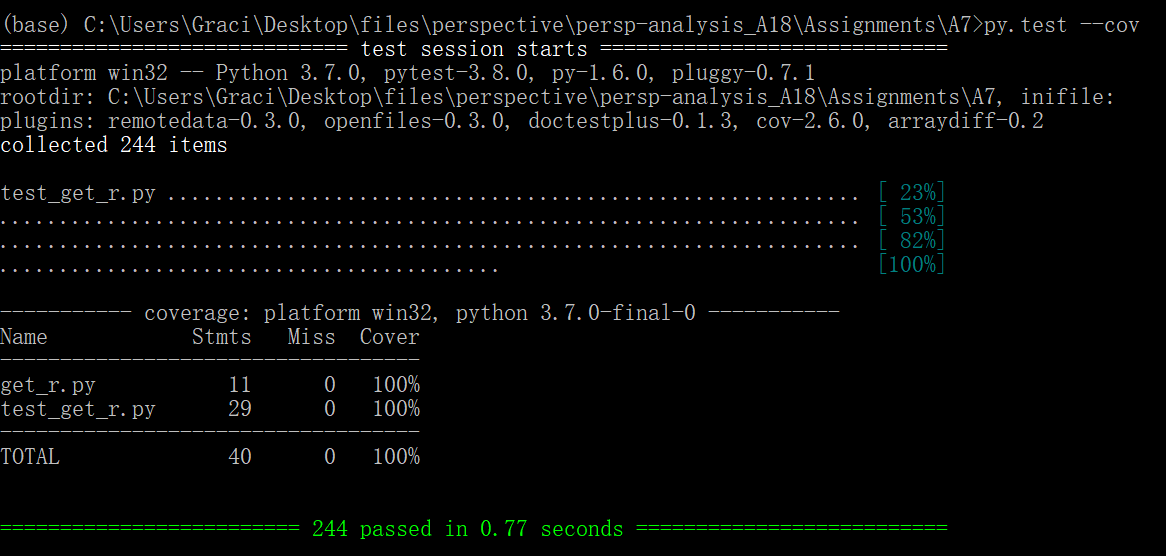 (base) C:\Users\Graci\Desktop\files\perspective\persp-analysis_A18\Assignments\A7>py.test --cov
============================= test session starts =============================
platform win32 -- Python 3.7.0, pytest-3.8.0, py-1.6.0, pluggy-0.7.1
rootdir: C:\Users\Graci\Desktop\files\perspective\persp-analysis_A18\Assignments\A7, inifile:
plugins: remotedata-0.3.0, openfiles-0.3.0, doctestplus-0.1.3, cov-2.6.0, arraydiff-0.2
collected 244 items
test_get_r.py .......................................................... [ 23%]
........................................................................ [ 53%]
........................................................................ [ 82%]
..........................................                               [100%]
----------- coverage: platform win32, python 3.7.0-final-0 -----------
Name            Stmts   Miss  Cover
-----------------------------------
get_r.py           11      0   100%
test_get_r.py      29      0   100%
-----------------------------------
TOTAL              40      0   100%
========================= 244 passed in 0.77 seconds ==========================